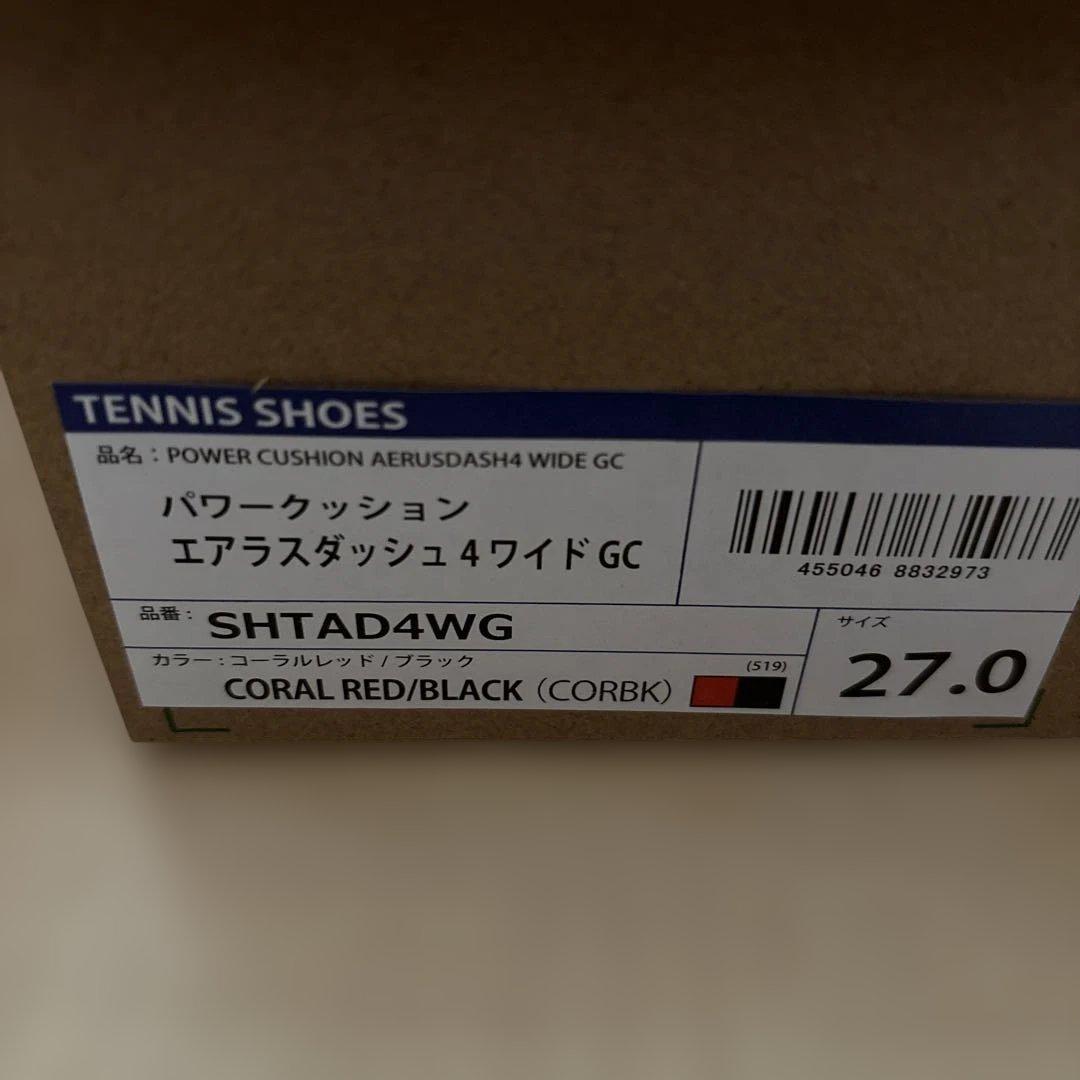 TENNIS SHOES
品名：POWER CUSHION AERUSDASH4 WIDE GC
パワークッション
エアラスダッシュ4ワイドGC
455046 8832973
品番：SHTAD4WG
カラー：コーラルレッド/ブラック
(519)
CORAL RED/BLACK（CORBK）
サイズ
27.0